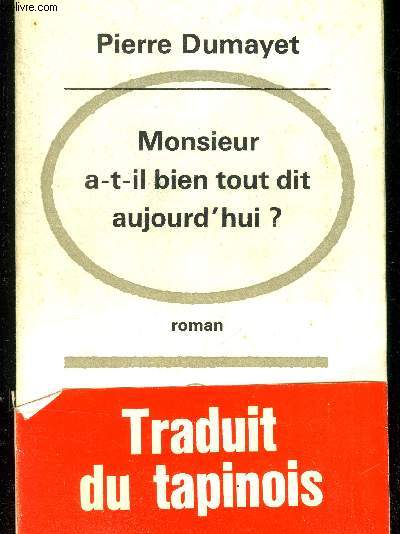 Pierre Dumayet
Monsieur
a-t-il bien tout dit
aujourd'hui ?
roman
Traduit
du tapinois